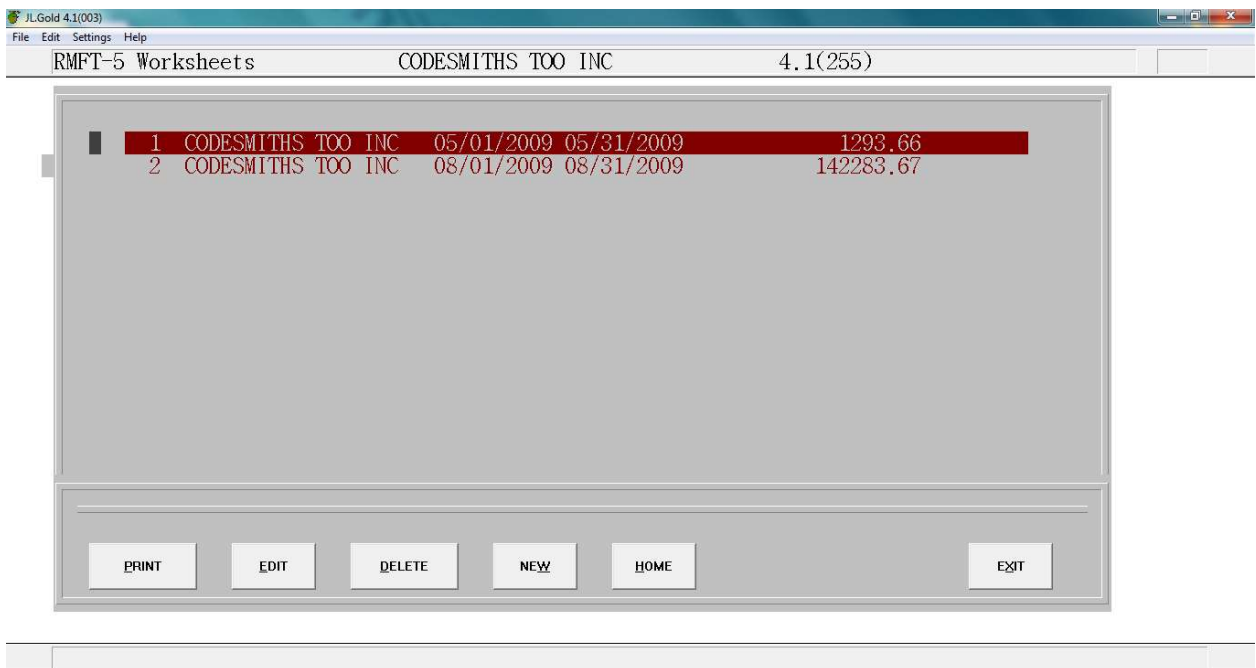 JL.Gold 4.1(003)
File Edit Settings Help
RMFT-5 Worksheets CODESMITHS TOO INC 4.1(255)
1 CODESMITHS TOO INC 05/01/2009 05/31/2009 1293.66
2 CODESMITHS TOO INC 08/01/2009 08/31/2009 142283.67
PRINT EDIT DELETE NEW HOME EXIT